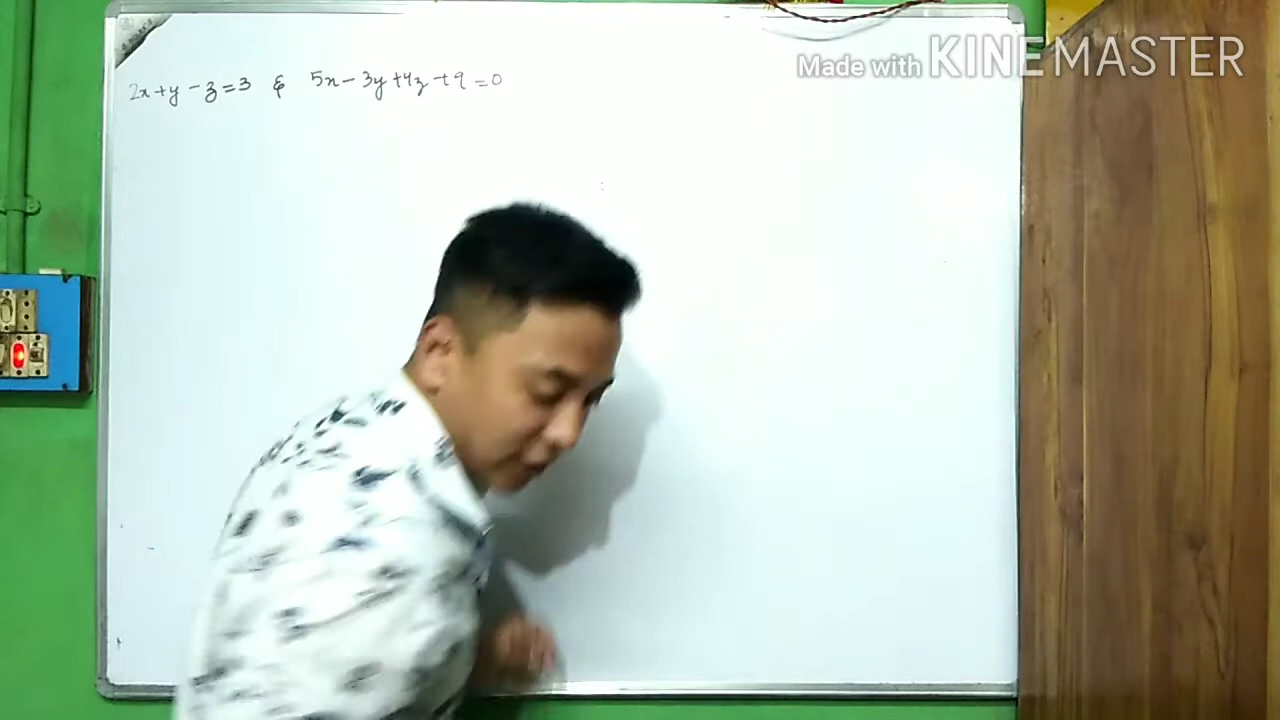 Made with KINEMASTER
2x + y - z = 3 & 5x - 3y + 4z + 9 = 0